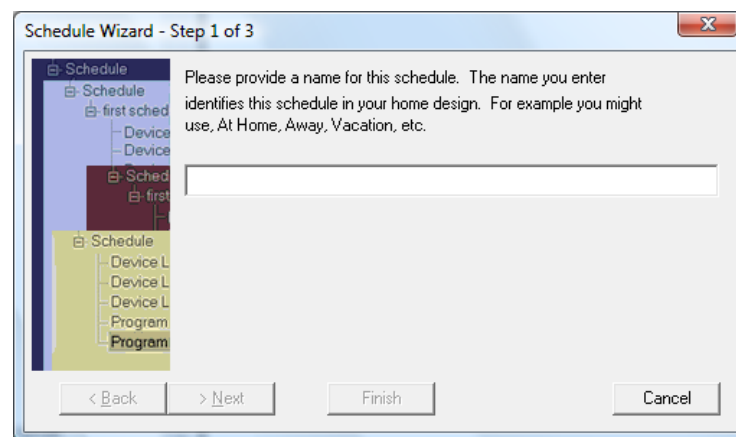 Schedule Wizard - Step 1 of 3
Schedule
Schedule
first sched
Device
Device
Sched
first
Schedule
Device L
Device L
Device L
Program
Program
Please provide a name for this schedule. The name you enter
identifies this schedule in your home design. For example you might
use, At Home, Away, Vacation, etc.
< Back
> Next
Finish
Cancel